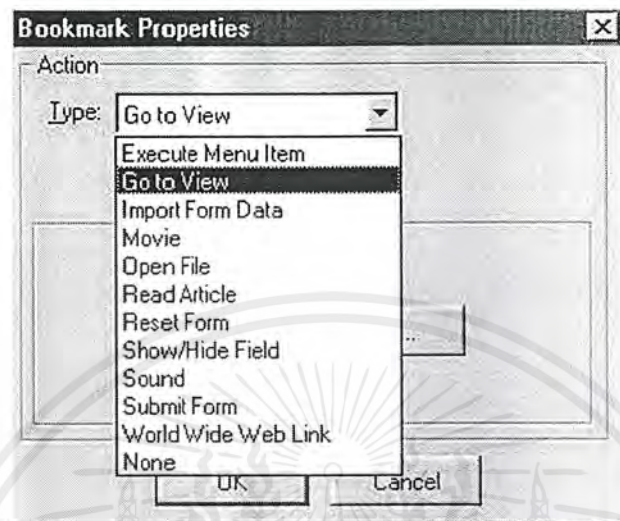 Bookmark Properties
Action
Type: Go to View
Execute Menu Item
Go to View
Import Form Data
Movie
Open File
Read Article
Reset Form
Show/Hide Field
Sound
Submit Form
World Wide Web Link
None
...
OK Cancel